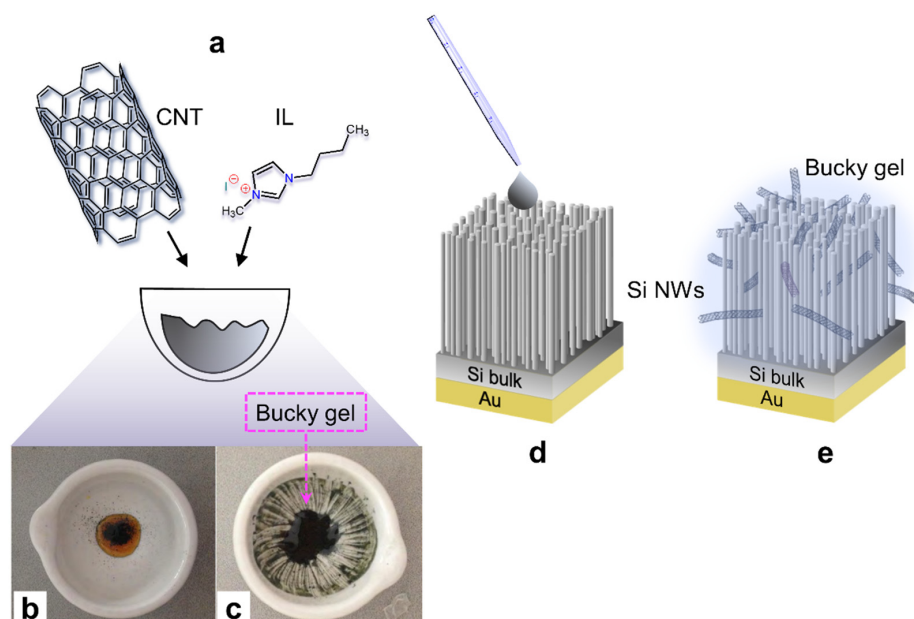 a
CNT
IL
CH₃
I⊖
N
N
⊕
H₃C
Bucky gel
b
c
Si NWs
Si bulk
Au
d
Bucky gel
Si bulk
Au
e